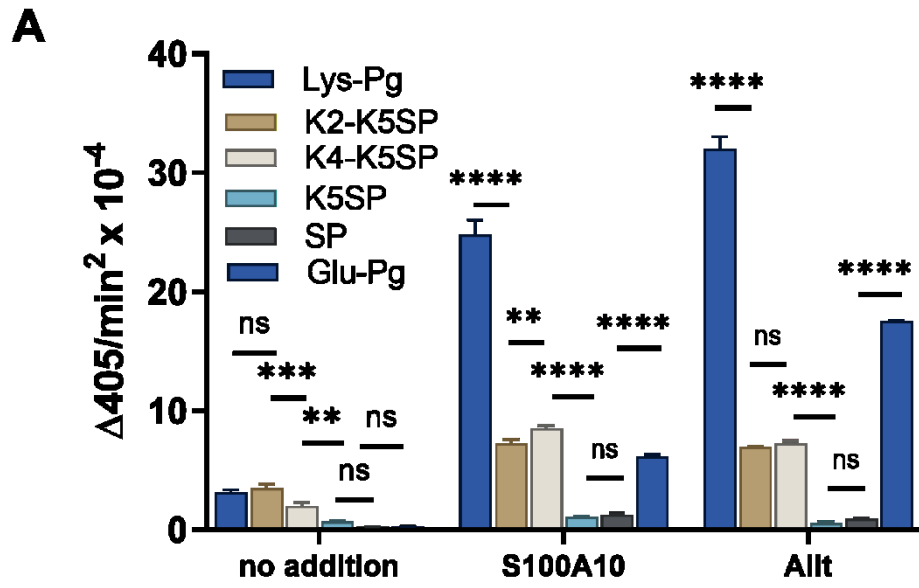 A
Δ405/min² x 10⁻⁴
40
30
20
10
0
Lys-Pg
K2-K5SP
K4-K5SP
K5SP
SP
Glu-Pg
ns
***
**
ns
ns
****
**
****
ns
****
****
ns
****
ns
****
no addition
S100A10
AIIt